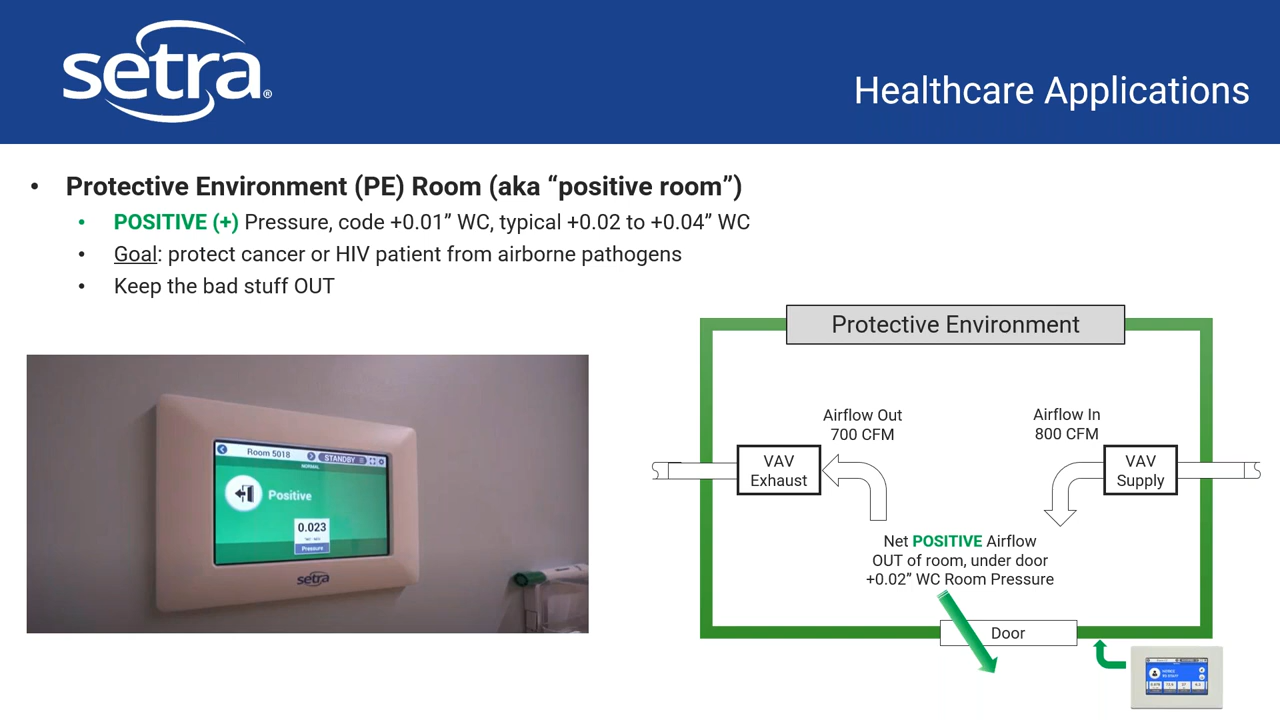 setra®
Healthcare Applications
• Protective Environment (PE) Room (aka “positive room”)
• POSITIVE (+) Pressure, code +0.01” WC, typical +0.02 to +0.04” WC
• Goal: protect cancer or HIV patient from airborne pathogens
• Keep the bad stuff OUT
Room 5018
STANDBY
NORMAL
Positive
0.023
Pressure
setra
Protective Environment
Airflow Out
700 CFM
Airflow In
800 CFM
VAV
Exhaust
VAV
Supply
Net POSITIVE Airflow
OUT of room, under door
+0.02” WC Room Pressure
Door